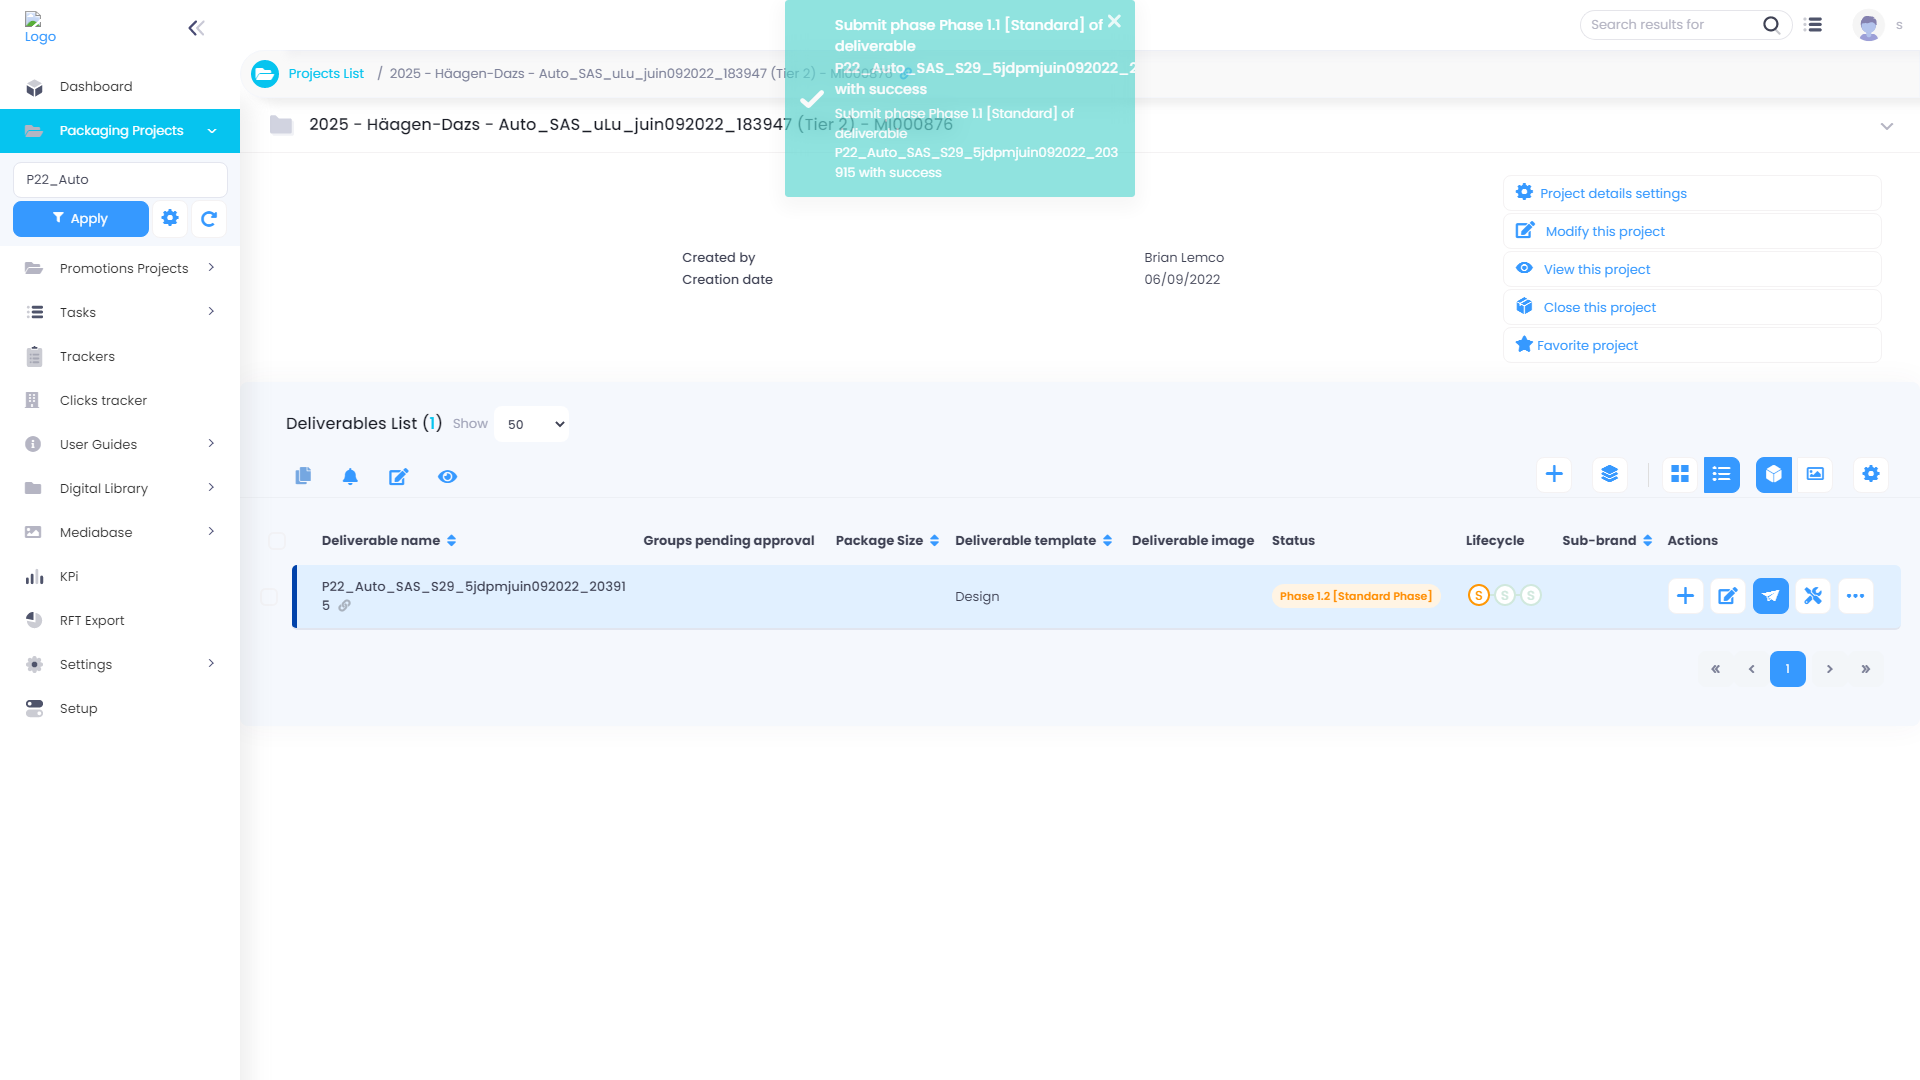 Logo
Dashboard
Packaging Projects
P22_Auto
Apply
Promotions Projects
Tasks
Trackers
Clicks tracker
User Guides
Digital Library
Mediabase
KPi
RFT Export
Settings
Setup
Search results for
s
Projects List / 2025 - Häagen-Dazs - Auto_SAS_uLu_juin092022_183947 (Tier 2) - MI000876
2025 - Häagen-Dazs - Auto_SAS_uLu_juin092022_183947 (Tier 2) - MI000876
Submit phase Phase 1.1 [Standard] of
deliverable
P22_Auto_SAS_S29_5jdpmjuin092022_2
with success
Submit phase Phase 1.1 [Standard] of
deliverable
P22_Auto_SAS_S29_5jdpmjuin092022_203
915 with success
Created by Brian Lemco
Creation date 06/09/2022
Project details settings
Modify this project
View this project
Close this project
Favorite project
Deliverables List (1) Show 50
Deliverable name Groups pending approval Package Size Deliverable template Deliverable image Status Lifecycle Sub-brand Actions
P22_Auto_SAS_S29_5jdpmjuin092022_20391
5
Design
Phase 1.2 [Standard Phase]
S S S
« ‹ 1 › »